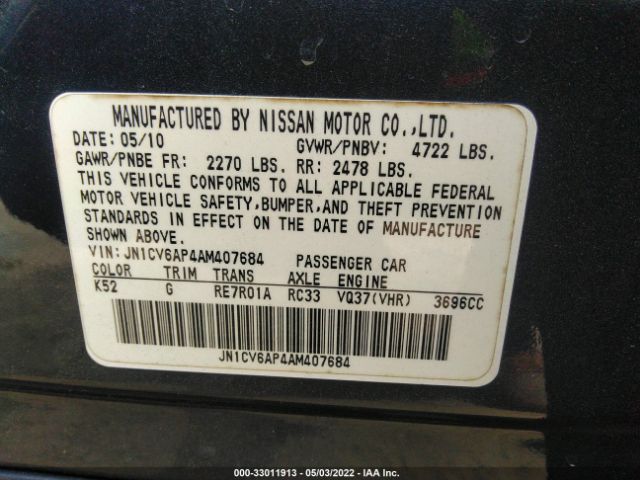 MANUFACTURED BY NISSAN MOTOR CO.,LTD.
DATE: 05/10 GVWR/PNBV: 4722 LBS.
GAWR/PNBE FR: 2270 LBS. RR: 2478 LBS.
THIS VEHICLE CONFORMS TO ALL APPLICABLE FEDERAL
MOTOR VEHICLE SAFETY,BUMPER,AND THEFT PREVENTION
STANDARDS IN EFFECT ON THE DATE OF MANUFACTURE
SHOWN ABOVE.
VIN: JN1CV6AP4AM407684 PASSENGER CAR
COLOR TRIM TRANS AXLE ENGINE
K52 G RE7R01A RC33 VQ37(VHR) 3696CC
JN1CV6AP4AM407684
000-33011913 - 05/03/2022 - IAA Inc.